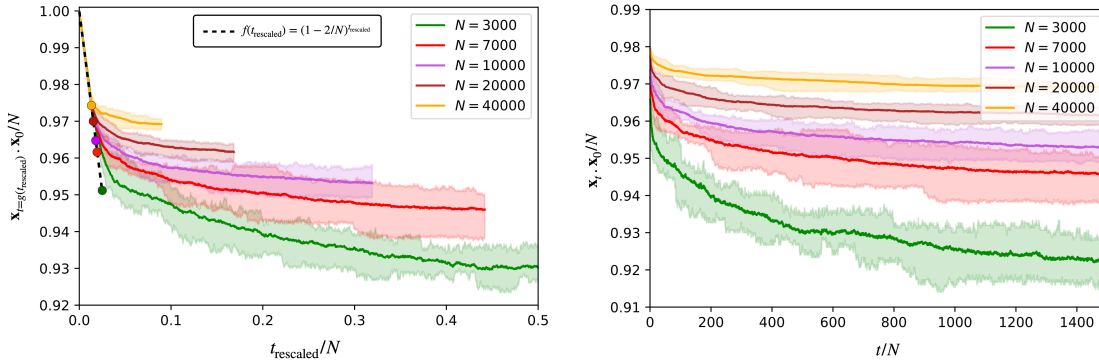 1.00
0.99
0.98
0.97
0.96
0.95
0.94
0.93
0.92
0.0
0.1
0.2
0.3
0.4
0.5
t_rescaled/N
x_{t=g(t_rescaled)} . x_0/N
f(t_rescaled) = (1 − 2/N)^{t_rescaled}
N = 3000
N = 7000
N = 10000
N = 20000
N = 40000
0.99
0.98
0.97
0.96
0.95
0.94
0.93
0.92
0.91
0
200
400
600
800
1000
1200
1400
t/N
x_t . x_0/N
N = 3000
N = 7000
N = 10000
N = 20000
N = 40000